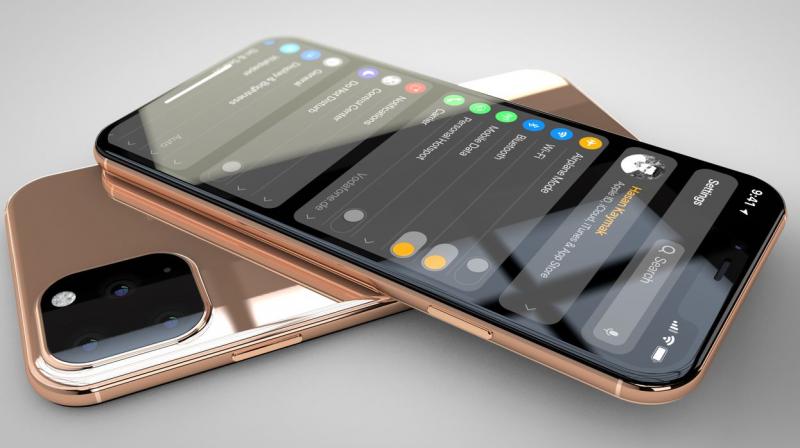 9:41
Settings
Search
Hasan Kaymak
Apple ID, iCloud, iTunes & App Store
Airplane Mode
Wi-Fi
Bluetooth
Mobile Data
Personal Hotspot
Carrier
Vodafone.de
Notifications
Control Center
Do Not Disturb
General
Display & Brightness
Auto
Wallpaper